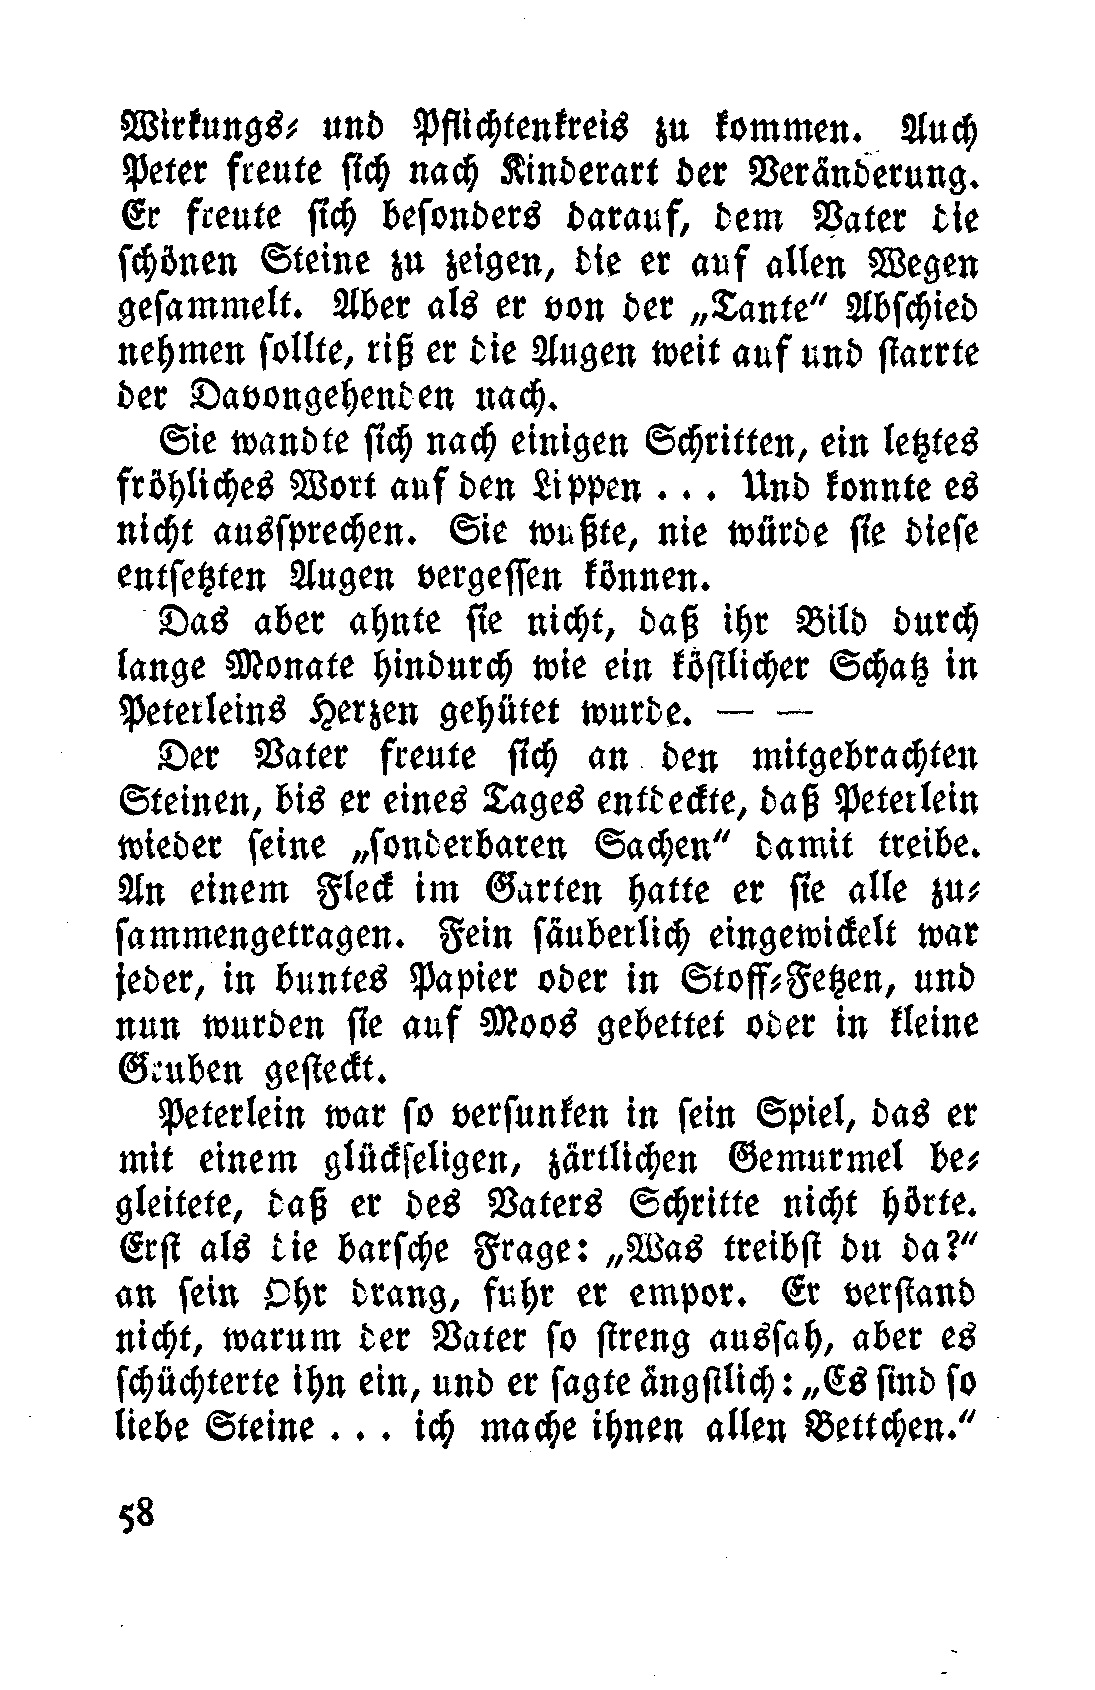 Wirkungs- und Pflichtenkreis zu kommen. Auch
Peter freute sich nach Kinderart der Veränderung.
Er freute sich besonders darauf, dem Vater die
schönen Steine zu zeigen, die er auf allen Wegen
gesammelt. Aber als er von der „Tante“ Abschied
nehmen sollte, riß er die Augen weit auf und starrte
der Davongehenden nach.
Sie wandte sich nach einigen Schritten, ein letztes
fröhliches Wort auf den Lippen . . . Und konnte es
nicht aussprechen. Sie wußte, nie würde sie diese
entsetzten Augen vergessen können.
Das aber ahnte sie nicht, daß ihr Bild durch
lange Monate hindurch wie ein köstlicher Schatz in
Peterleins Herzen gehütet wurde. — —
Der Vater freute sich an den mitgebrachten
Steinen, bis er eines Tages entdeckte, daß Peterlein
wieder seine „sonderbaren Sachen“ damit treibe.
An einem Fleck im Garten hatte er sie alle zu-
sammengetragen. Fein säuberlich eingewickelt war
jeder, in buntes Papier oder in Stoff-Fetzen, und
nun wurden sie auf Moos gebettet oder in kleine
Gruben gesteckt.
Peterlein war so versunken in sein Spiel, das er
mit einem glückseligen, zärtlichen Gemurmel be-
gleitete, daß er des Vaters Schritte nicht hörte.
Erst als die barsche Frage: „Was treibst du da?“
an sein Ohr drang, fuhr er empor. Er verstand
nicht, warum der Vater so streng aussah, aber es
schüchterte ihn ein, und er sagte ängstlich: „Es sind so
liebe Steine . . . ich mache ihnen allen Bettchen.“
58